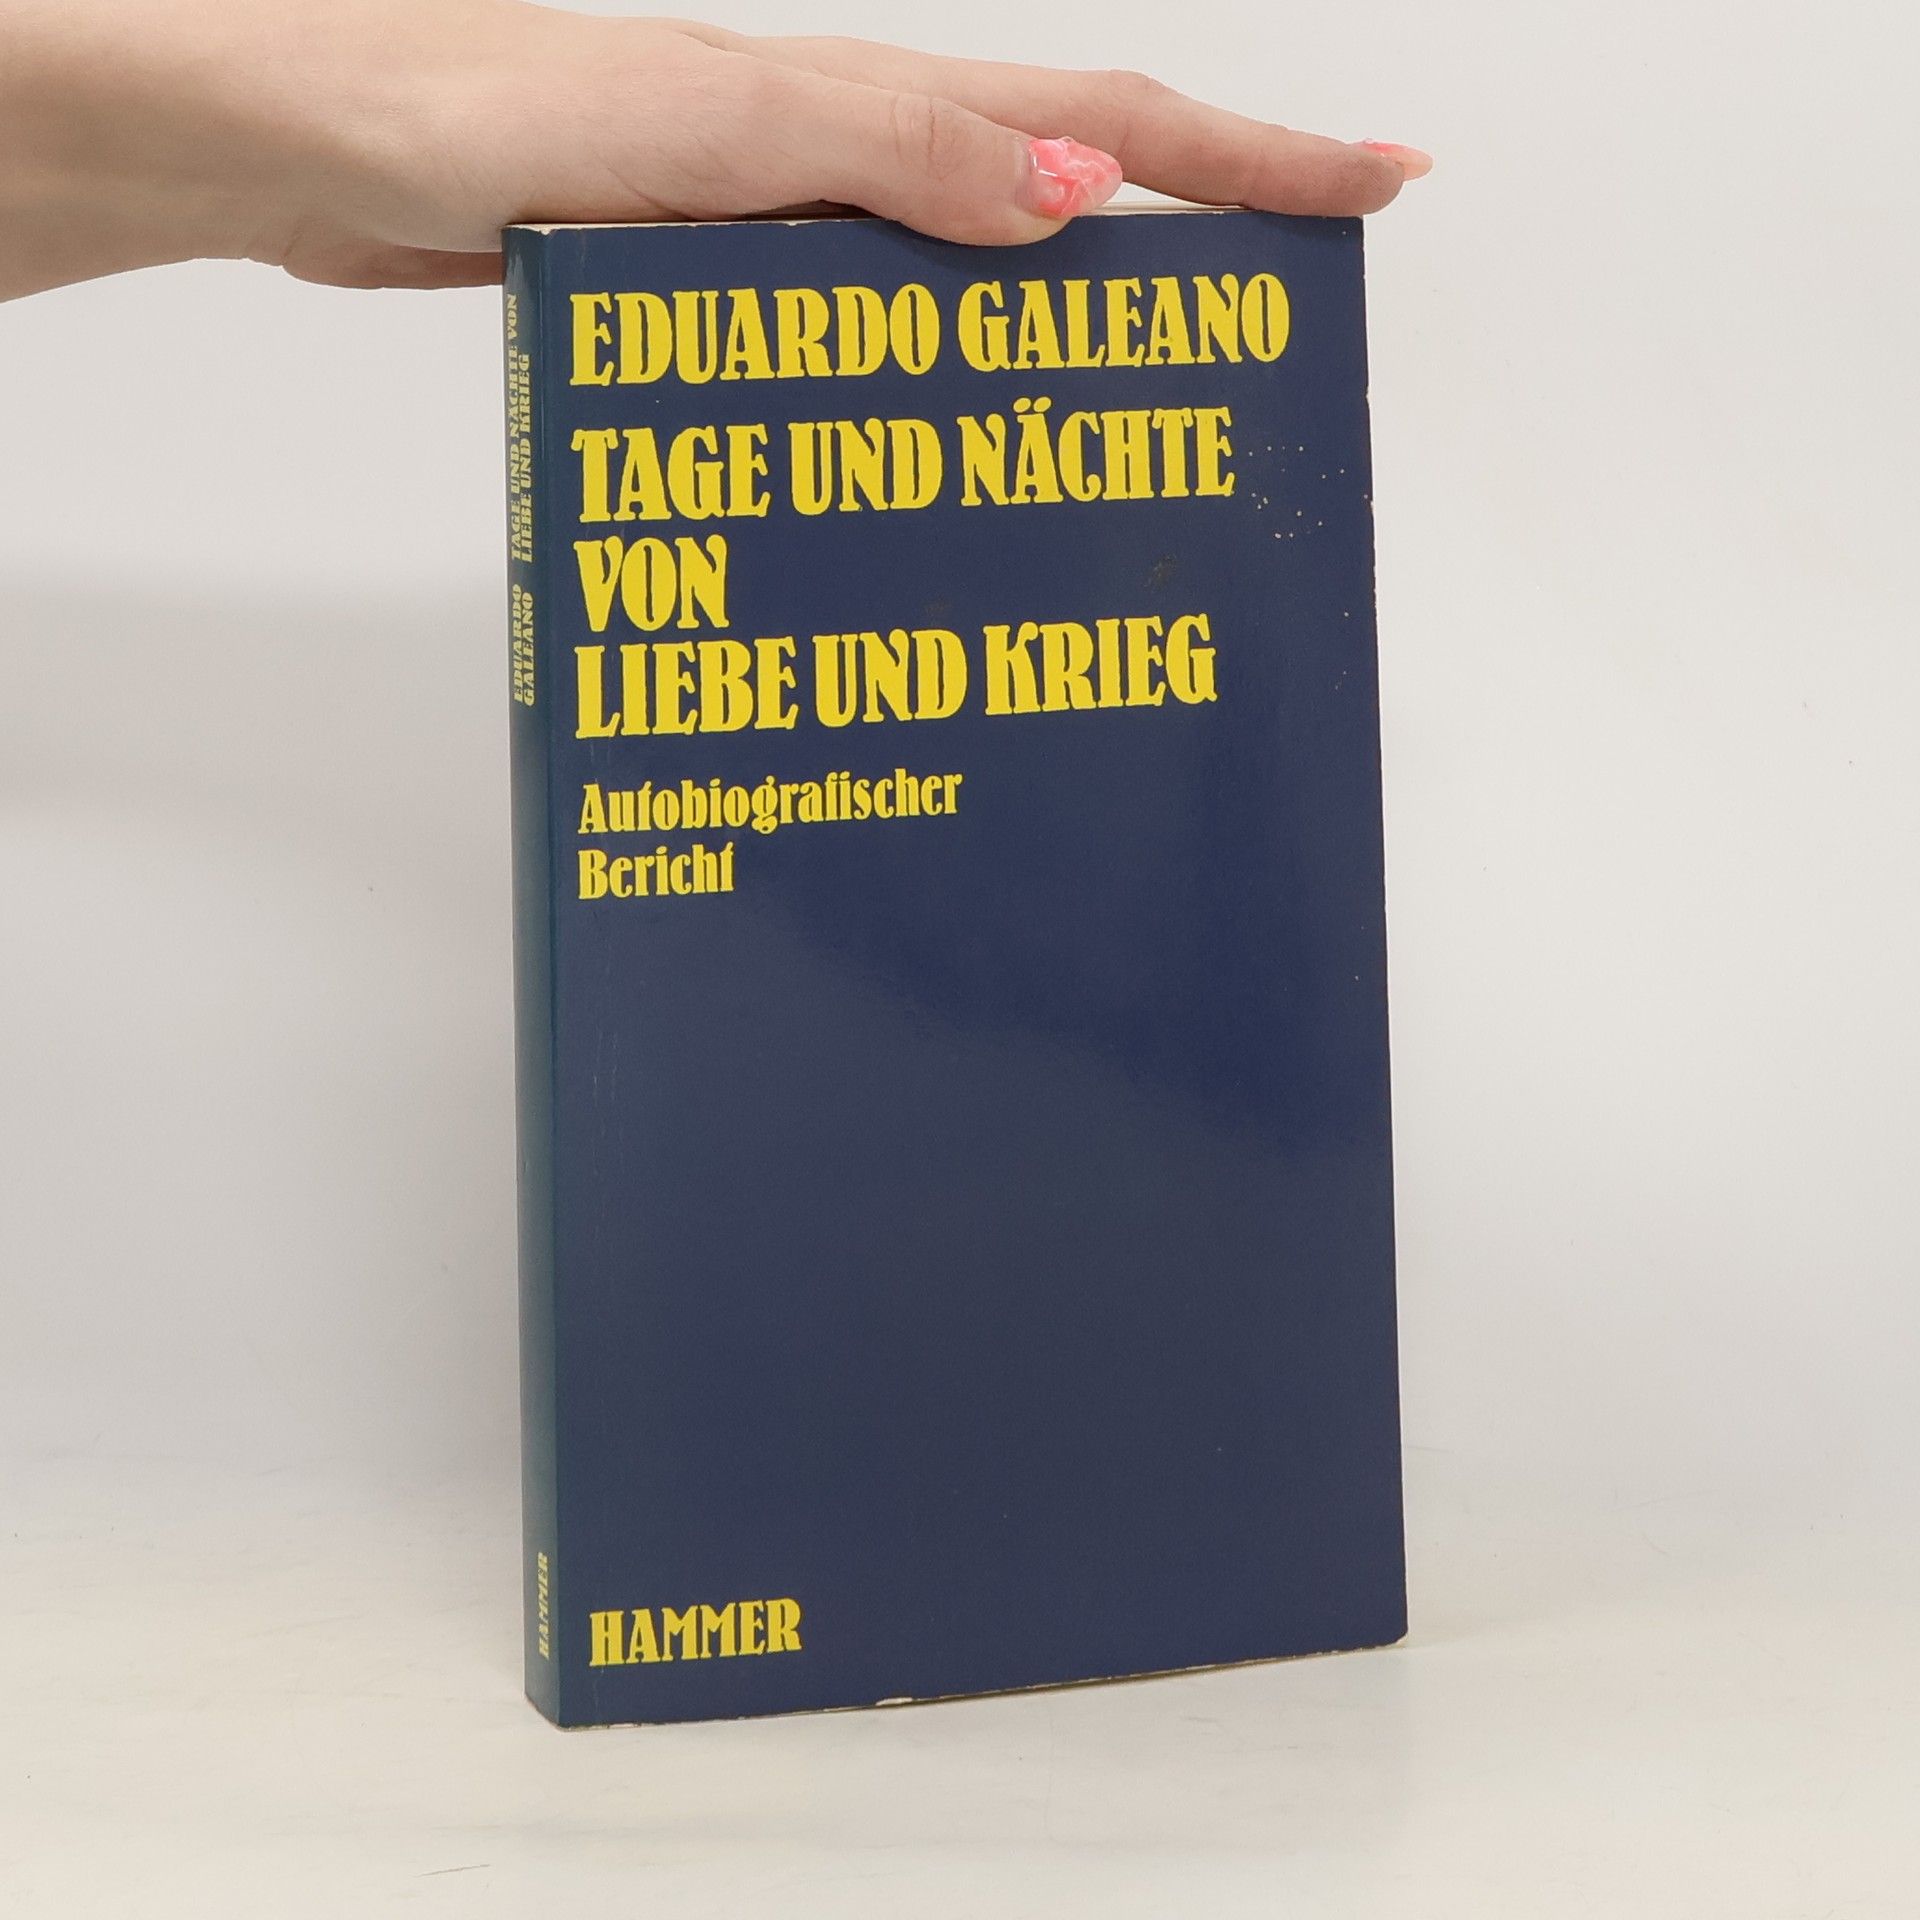 EDUARDO GALEANO
TAGE UND NÄCHTE
VON
LIEBE UND KRIEG
Autobiografischer
Bericht
HAMMER
EDUARDO
GALEANO
TAGE UND NÄCHTE VON
LIEBE UND KRIEG
HAMMER